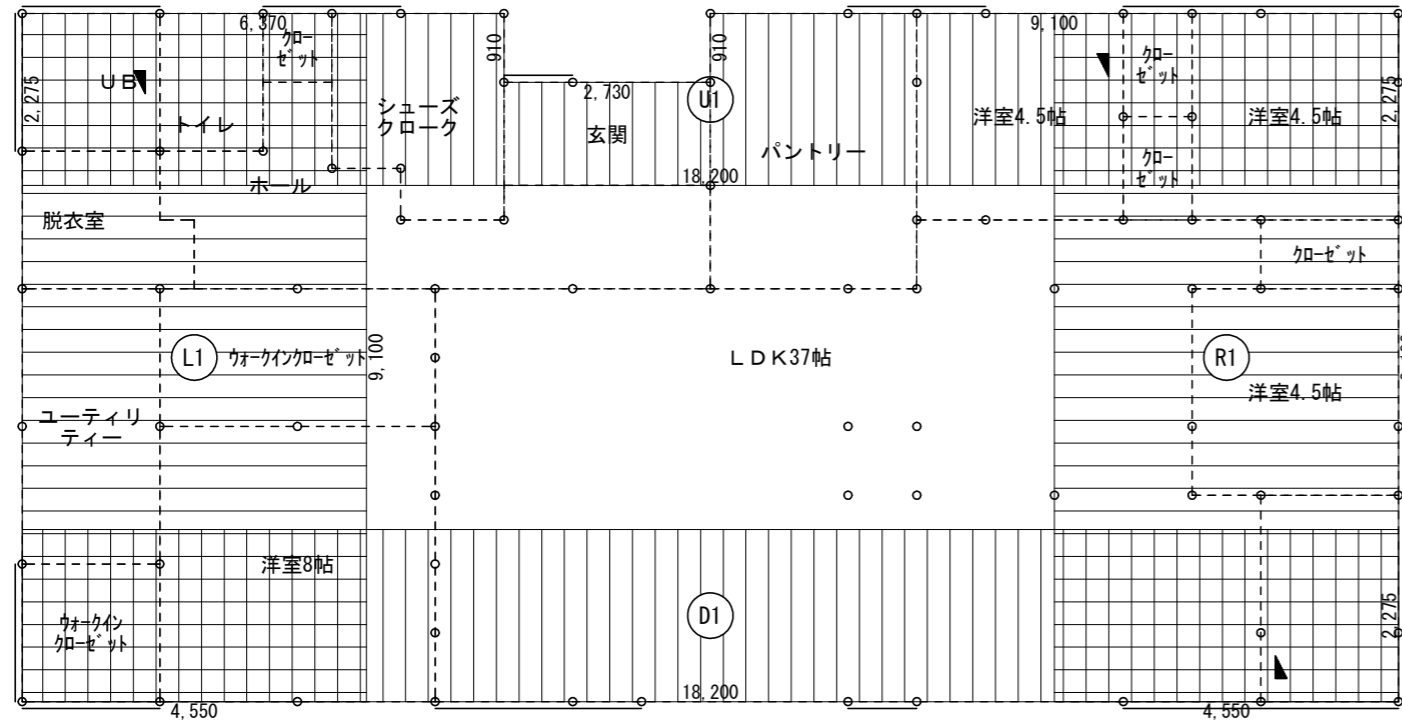 6,370
9,100
クロー
ゼット
910
910
クロー
ゼット
UB
2,275
2,730
U1
2,275
シューズ
クローク
トイレ
玄関
パントリー
洋室4.5帖
洋室4.5帖
クロー
ゼット
18,200
ホール
脱衣室
クローゼット
L1
ウォークインクローゼット
9,100
LDK37帖
R1
洋室4.5帖
ユーティリ
ティー
洋室8帖
ウォークイン
クローゼット
D1
2,275
4,550
18,200
4,550